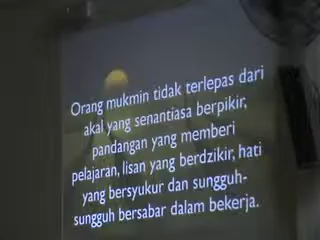 Orang mukmin tidak terlepas dari
akal yang senantiasa berpikir,
pandangan yang memberi
pelajaran, lisan yang berdzikir, hati
yang bersyukur dan sungguh-
sungguh bersabar dalam bekerja.